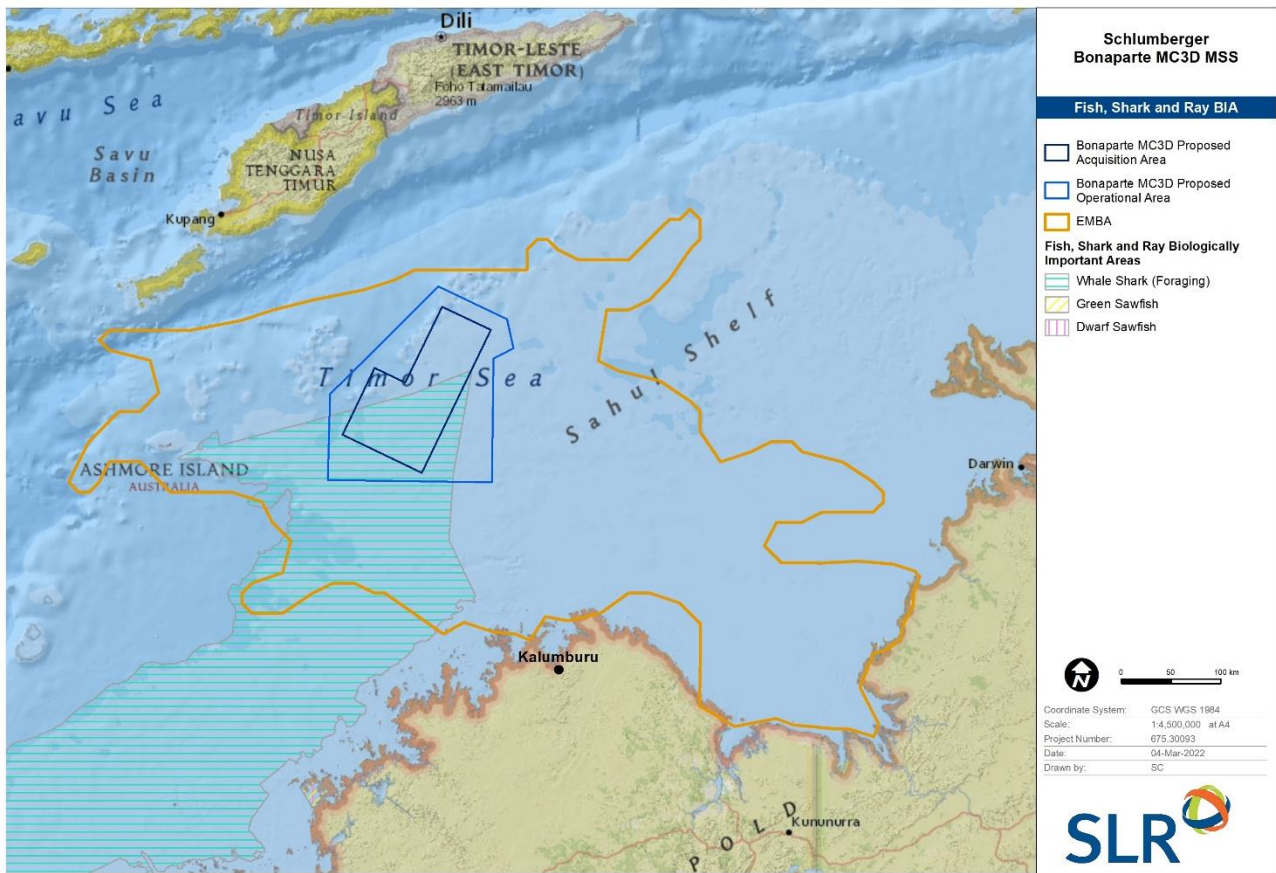 Dili
TIMOR-LESTE
(EAST TIMOR)
Foho Tatamailau
2963 m
avu Sea
Timor Island
Savu
Basin
NUSA
TENGGARA
TIMUR
Kupang
Timor Sea
Sahul Shelf
ASHMORE ISLAND
AUSTRALIA
Darwin
Kalumburu
Kununurra
POLD
Schlumberger
Bonaparte MC3D MSS
Fish, Shark and Ray BIA
Bonaparte MC3D Proposed
Acquisition Area
Bonaparte MC3D Proposed
Operational Area
EMBA
Fish, Shark and Ray Biologically
Important Areas
Whale Shark (Foraging)
Green Sawfish
Dwarf Sawfish
N
0 50 100 km
Coordinate System: GCS WGS 1984
Scale: 1:4,500,000 at A4
Project Number: 675.30093
Date: 04-Mar-2022
Drawn by: SC
SLR